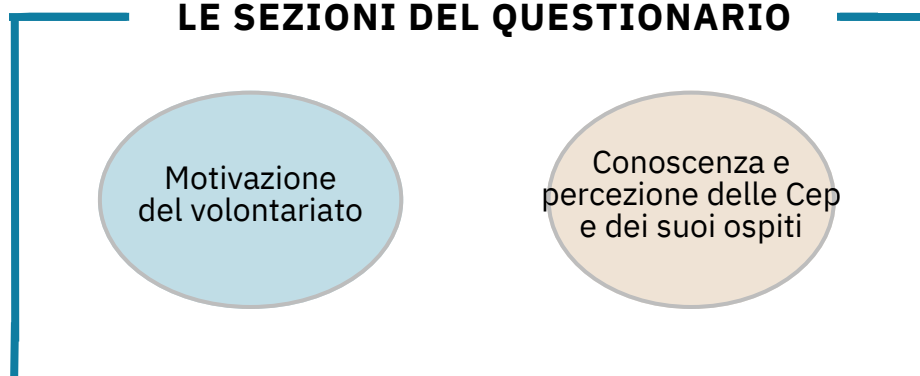 LE SEZIONI DEL QUESTIONARIO
Motivazione
del volontariato
Conoscenza e
percezione delle Cep
e dei suoi ospiti